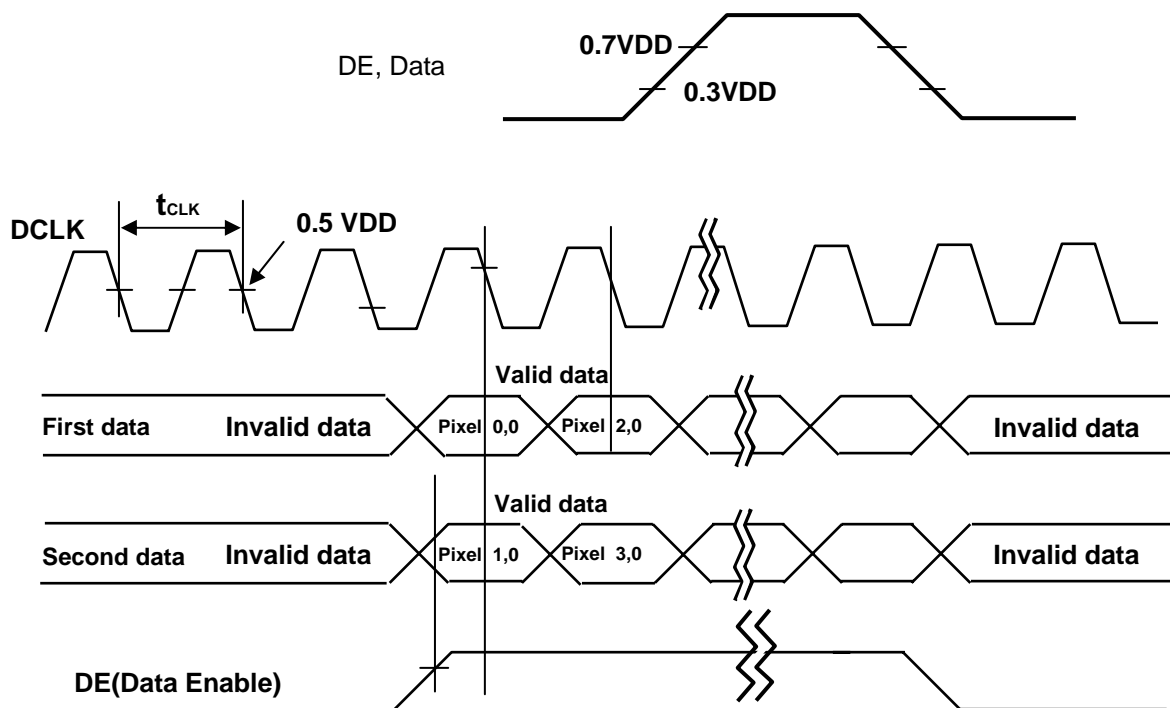 0.7VDD
DE, Data
0.3VDD
tCLK
0.5 VDD
DCLK
Valid data
First data Invalid data Pixel 0,0 Pixel 2,0 Invalid data
Valid data
Second data Invalid data Pixel 1,0 Pixel 3,0 Invalid data
DE(Data Enable)